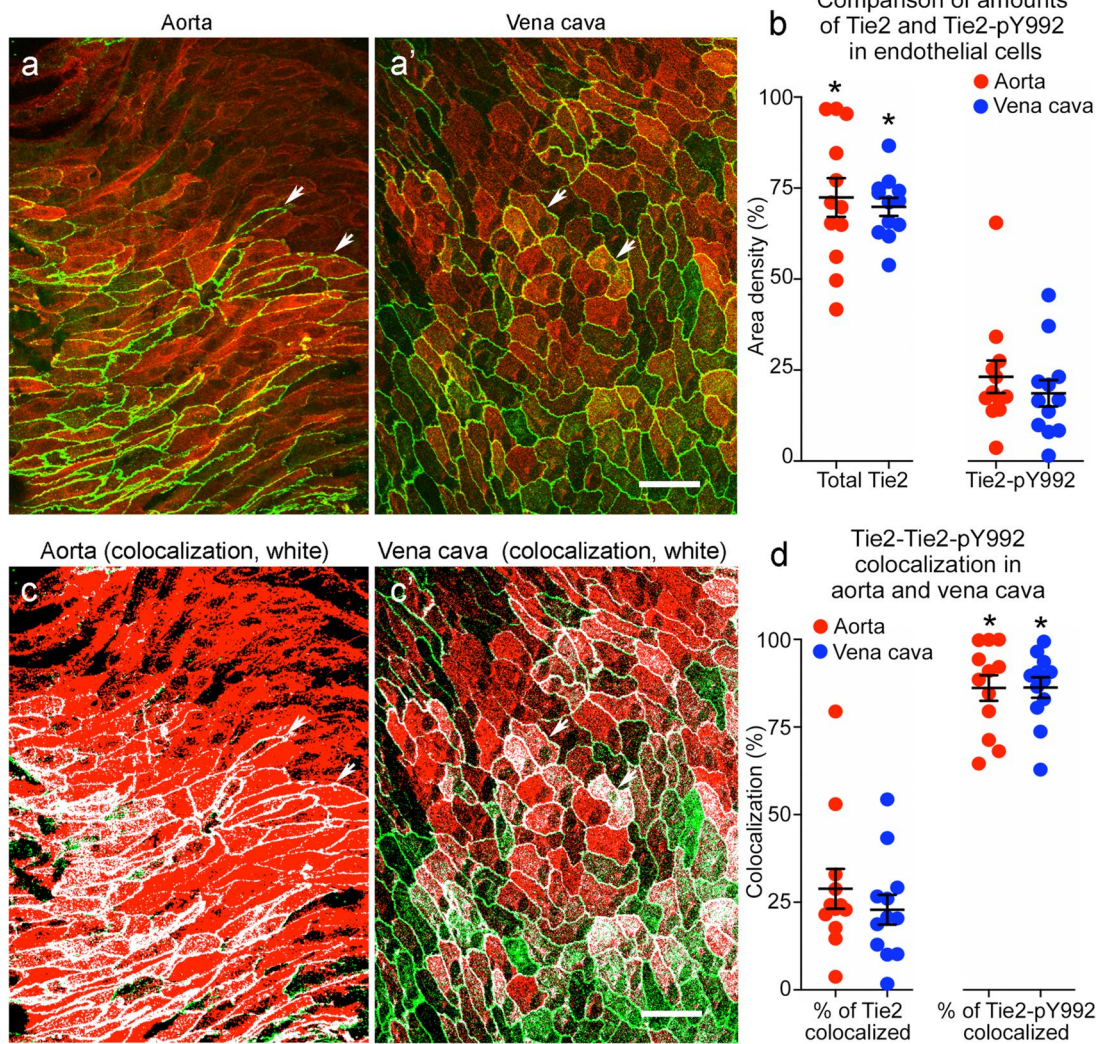 Aorta
Vena cava
a
a'
b
Comparison of amounts
of Tie2 and Tie2-pY992
in endothelial cells
Aorta
Vena cava
*
*
100
75
50
25
0
Area density (%)
Total Tie2
Tie2-pY992
Aorta (colocalization, white)
Vena cava (colocalization, white)
c
c'
d
Tie2-Tie2-pY992
colocalization in
aorta and vena cava
Aorta
Vena cava
*
*
100
75
50
25
0
Colocalization (%)
% of Tie2
colocalized
% of Tie2-pY992
colocalized